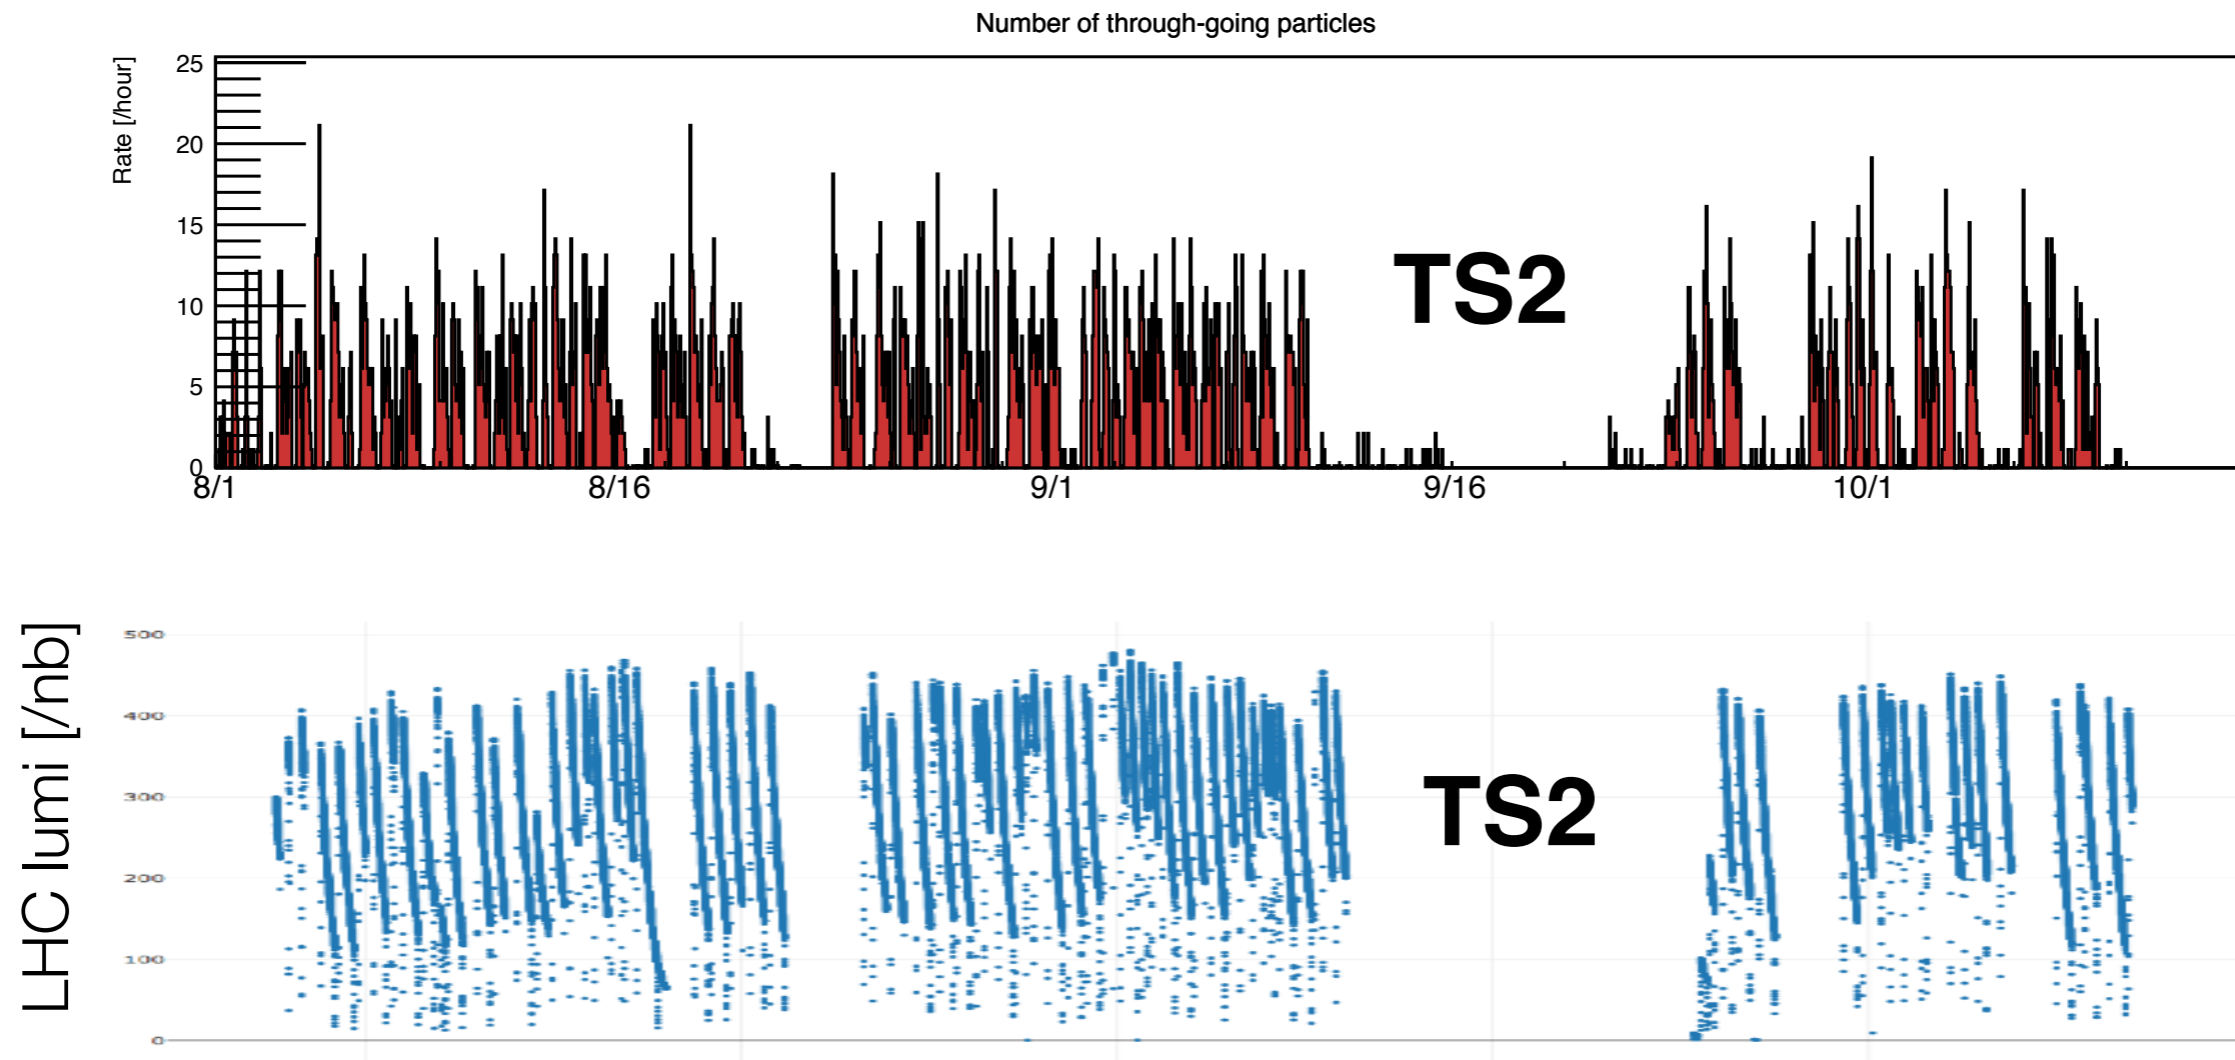 Number of through-going particles
Rate [/hour]
25
20
15
10
5
0
TS2
8/1 8/16 9/1 9/16 10/1
LHC lumi [/nb]
500
400
300
200
100
0
TS2